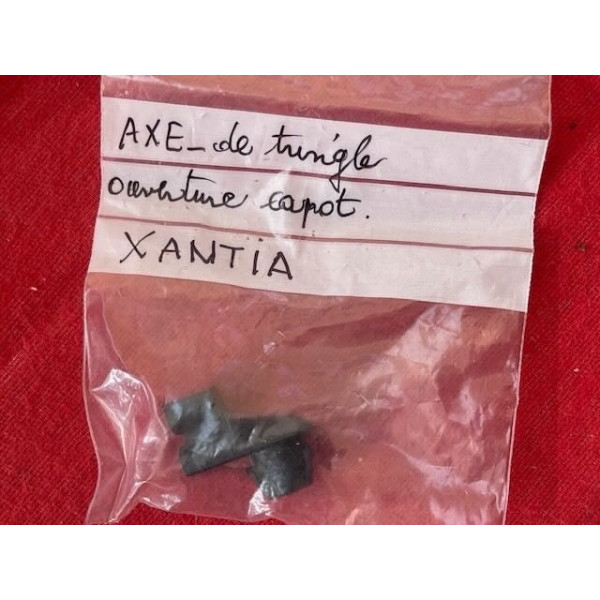 AXE_de tringle
ouverture capot.
XANTIA